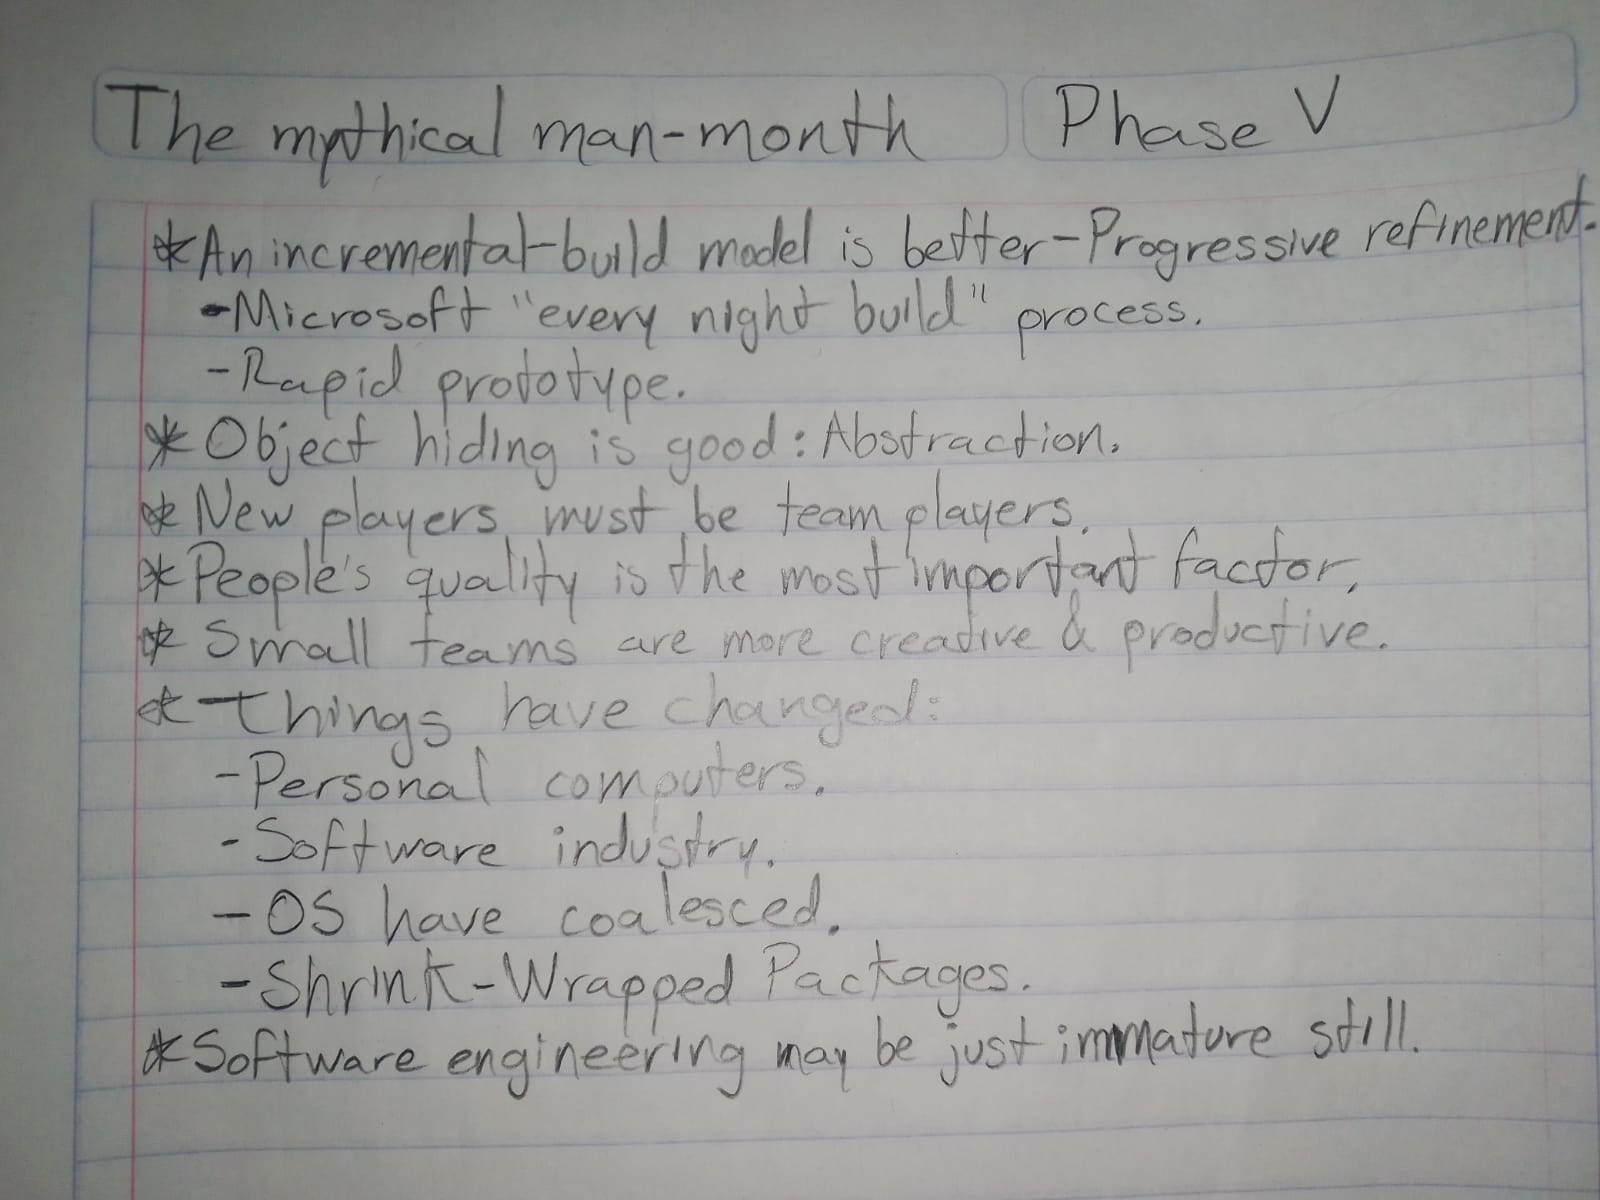 The mythical man-month Phase V
* An incremental-build model is better-Progressive refinement.
-Microsoft "every night build" process.
-Rapid prototype.
* Object hiding is good: Abstraction.
* New players must be team players.
* People's quality is the most important factor.
* Small teams are more creative & productive.
* Things have changed:
-Personal computers.
-Software industry.
-OS have coalesced.
-Shrink-Wrapped Packages.
* Software engineering may be just immature still.